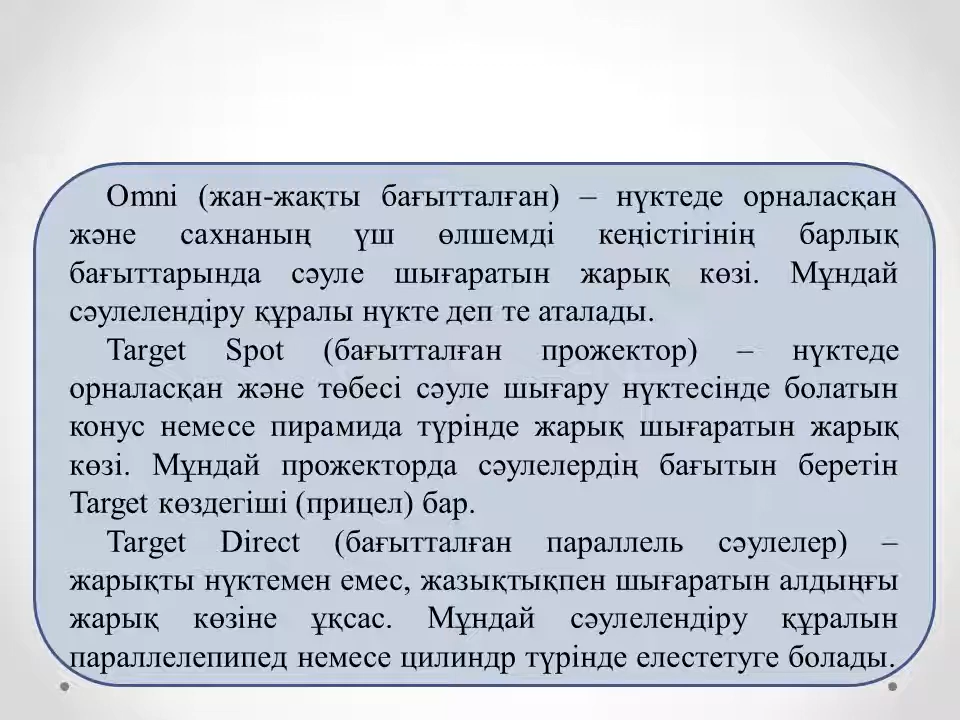 Omni (жан-жақты бағытталған) – нүктеде орналасқан
және сахнаның үш өлшемді кеңістігінің барлық
бағыттарында сәуле шығаратын жарық көзі. Мұндай
сәулелендіру құралы нүкте деп те аталады.
Target Spot (бағытталған прожектор) – нүктеде
орналасқан және төбесі сәуле шығару нүктесінде болатын
конус немесе пирамида түрінде жарық шығаратын жарық
көзі. Мұндай прожекторда сәулелердің бағытын беретін
Target көздегіші (прицел) бар.
Target Direct (бағытталған параллель сәулелер) –
жарықты нүктемен емес, жазықтықпен шығаратын алдыңғы
жарық көзіне ұқсас. Мұндай сәулелендіру құралын
параллелепипед немесе цилиндр түрінде елестетуге болады.